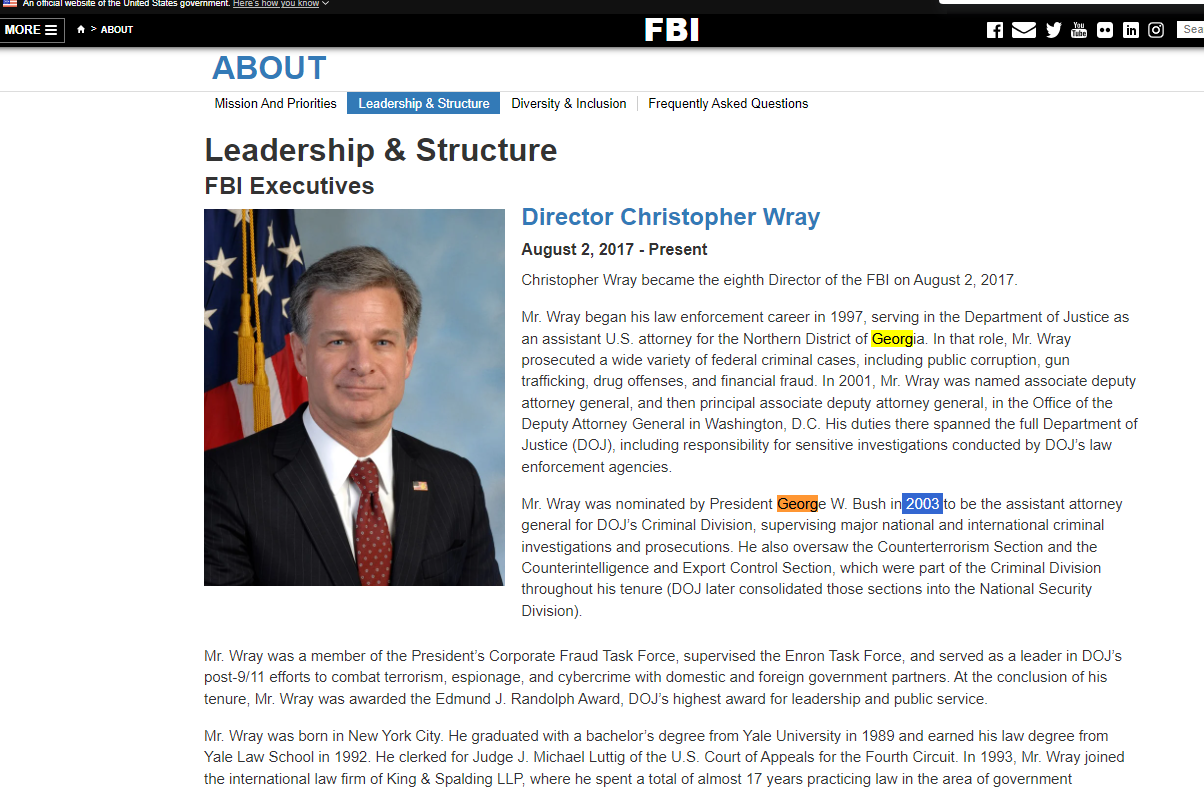 An official website of the United States government. Here's how you know
MORE
> ABOUT
FBI
You
Tube
in
Sea
ABOUT
Mission And Priorities
Leadership & Structure
Diversity & Inclusion
Frequently Asked Questions
Leadership & Structure
FBI Executives
Director Christopher Wray
August 2, 2017 - Present
Christopher Wray became the eighth Director of the FBI on August 2, 2017.
Mr. Wray began his law enforcement career in 1997, serving in the Department of Justice as
an assistant U.S. attorney for the Northern District of Georgia. In that role, Mr. Wray
prosecuted a wide variety of federal criminal cases, including public corruption, gun
trafficking, drug offenses, and financial fraud. In 2001, Mr. Wray was named associate deputy
attorney general, and then principal associate deputy attorney general, in the Office of the
Deputy Attorney General in Washington, D.C. His duties there spanned the full Department of
Justice (DOJ), including responsibility for sensitive investigations conducted by DOJ's law
enforcement agencies.
Mr. Wray was nominated by President George W. Bush in 2003 to be the assistant attorney
general for DOJ's Criminal Division, supervising major national and international criminal
investigations and prosecutions. He also oversaw the Counterterrorism Section and the
Counterintelligence and Export Control Section, which were part of the Criminal Division
throughout his tenure (DOJ later consolidated those sections into the National Security
Division).
Mr. Wray was a member of the President's Corporate Fraud Task Force, supervised the Enron Task Force, and served as a leader in DOJ's
post-9/11 efforts to combat terrorism, espionage, and cybercrime with domestic and foreign government partners. At the conclusion of his
tenure, Mr. Wray was awarded the Edmund J. Randolph Award, DOJ's highest award for leadership and public service.
Mr. Wray was born in New York City. He graduated with a bachelor's degree from Yale University in 1989 and earned his law degree from
Yale Law School in 1992. He clerked for Judge J. Michael Luttig of the U.S. Court of Appeals for the Fourth Circuit. In 1993, Mr. Wray joined
the international law firm of King & Spalding LLP, where he spent a total of almost 17 years practicing law in the area of government